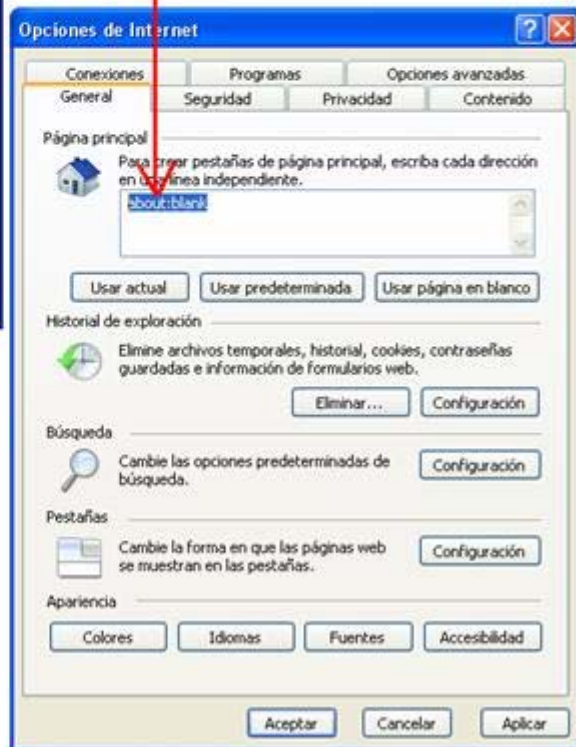 Opciones de Internet
Conexiones Programas Opciones avanzadas
General Seguridad Privacidad Contenido
Página principal
Para crear pestañas de página principal, escriba cada dirección
en una línea independiente.
about:blank
Usar actual Usar predeterminada Usar página en blanco
Historial de exploración
Elimine archivos temporales, historial, cookies, contraseñas
guardadas e información de formularios web.
Eliminar... Configuración
Búsqueda
Cambie las opciones predeterminadas de
búsqueda.
Configuración
Pestañas
Cambie la forma en que las páginas web
se muestran en las pestañas.
Configuración
Apariencia
Colores Idiomas Fuentes Accesibilidad
Aceptar Cancelar Aplicar